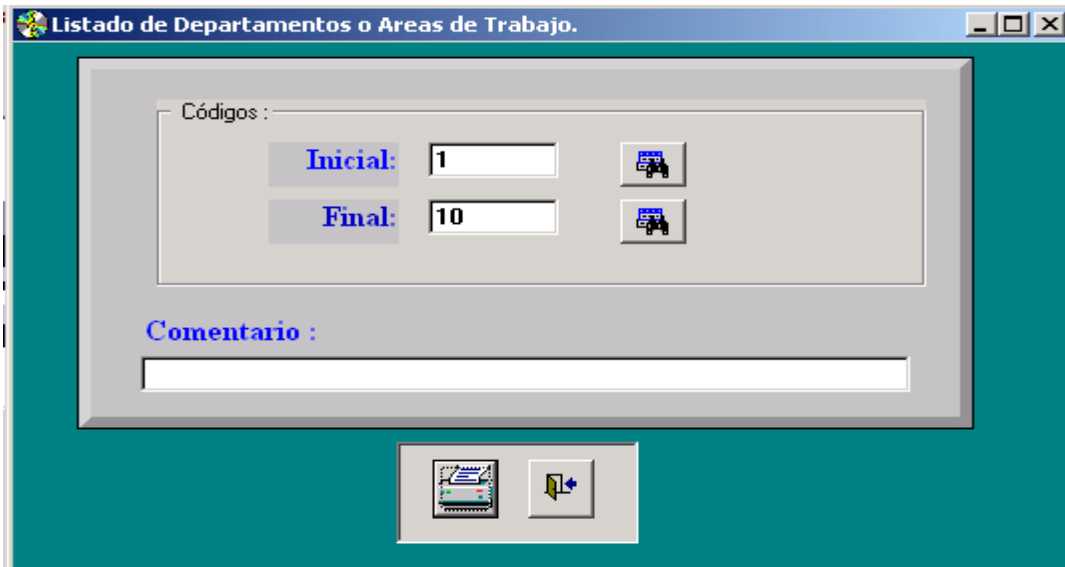 Listado de Departamentos o Areas de Trabajo.
Códigos :
Inicial: 1
Final: 10
Comentario :